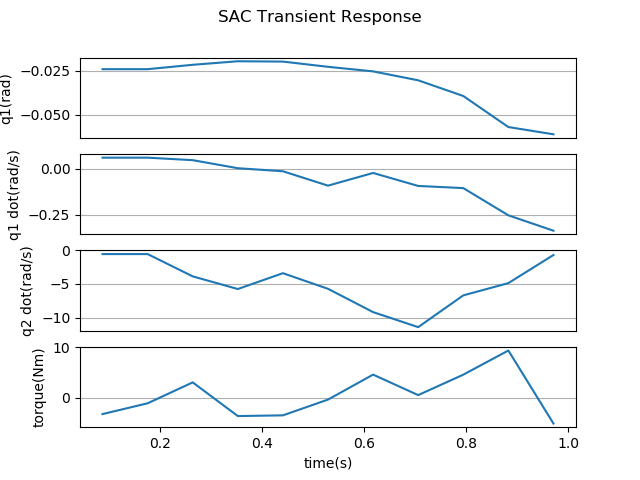 SAC Transient Response
q1(rad)
−0.025
−0.050
q1 dot(rad/s)
0.00
−0.25
q2 dot(rad/s)
0
−5
−10
torque(Nm)
10
0
0.2 0.4 0.6 0.8 1.0
time(s)